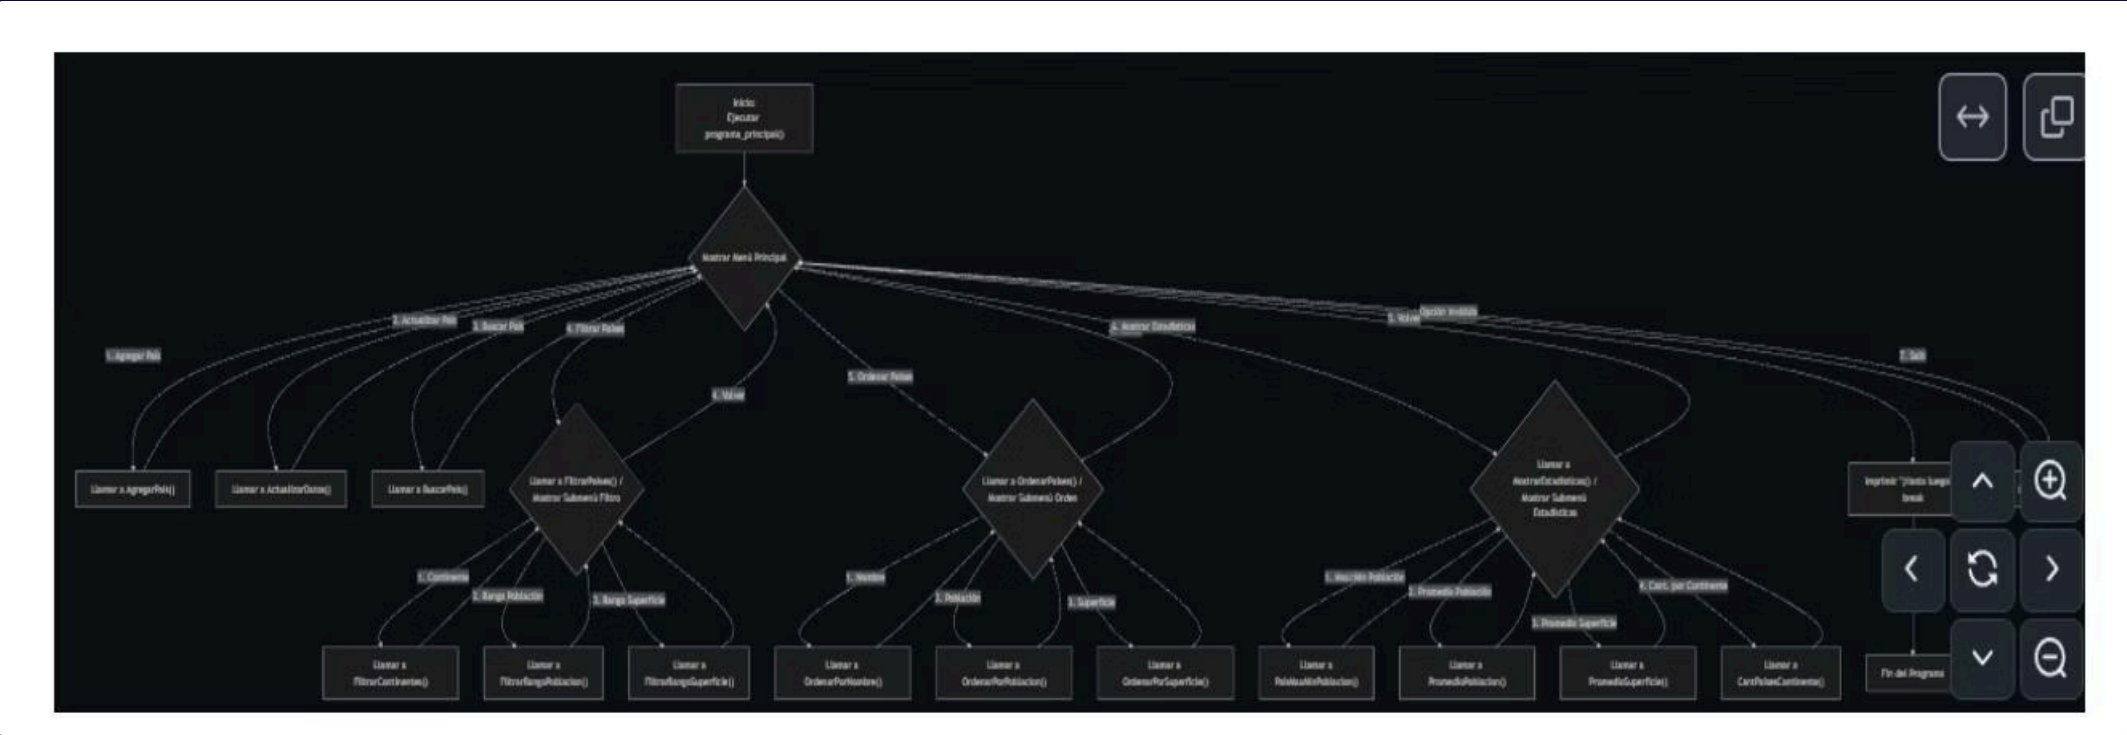 Inicio:
Ejecutar
programa_principal()
Mostrar Menú Principal
1. Agregar País
2. Actualizar País
3. Buscar País
4. Filtrar Países
4. Volver
5. Ordenar Países
6. Mostrar Estadísticas
5. Volver
Opción Inválida
7. Salir
Llamar a AgregarPais()
Llamar a ActualizarDatos()
Llamar a BuscarPais()
Llamar a FiltrarPaises() /
Mostrar Submenú Filtro
Llamar a OrdenarPaises() /
Mostrar Submenú Orden
Llamar a
MostrarEstadisticas() /
Mostrar Submenú
Estadísticas
Imprimir "¡Hasta luego
break
1. Continente
2. Rango Población
3. Rango Superficie
1. Nombre
2. Población
3. Superficie
1. Max/Min Población
2. Promedio Población
3. Promedio Superficie
4. Cant. por Continente
Llamar a
FiltrarContinentes()
Llamar a
FiltrarRangoPoblacion()
Llamar a
FiltrarRangoSuperficie()
Llamar a
OrdenarPorNombre()
Llamar a
OrdenarPorPoblacion()
Llamar a
OrdenarPorSuperficie()
Llamar a
PaisMaxMinPoblacion()
Llamar a
PromedioPoblacion()
Llamar a
PromedioSuperficie()
Llamar a
CantPaisesContinente()
Fin del Programa